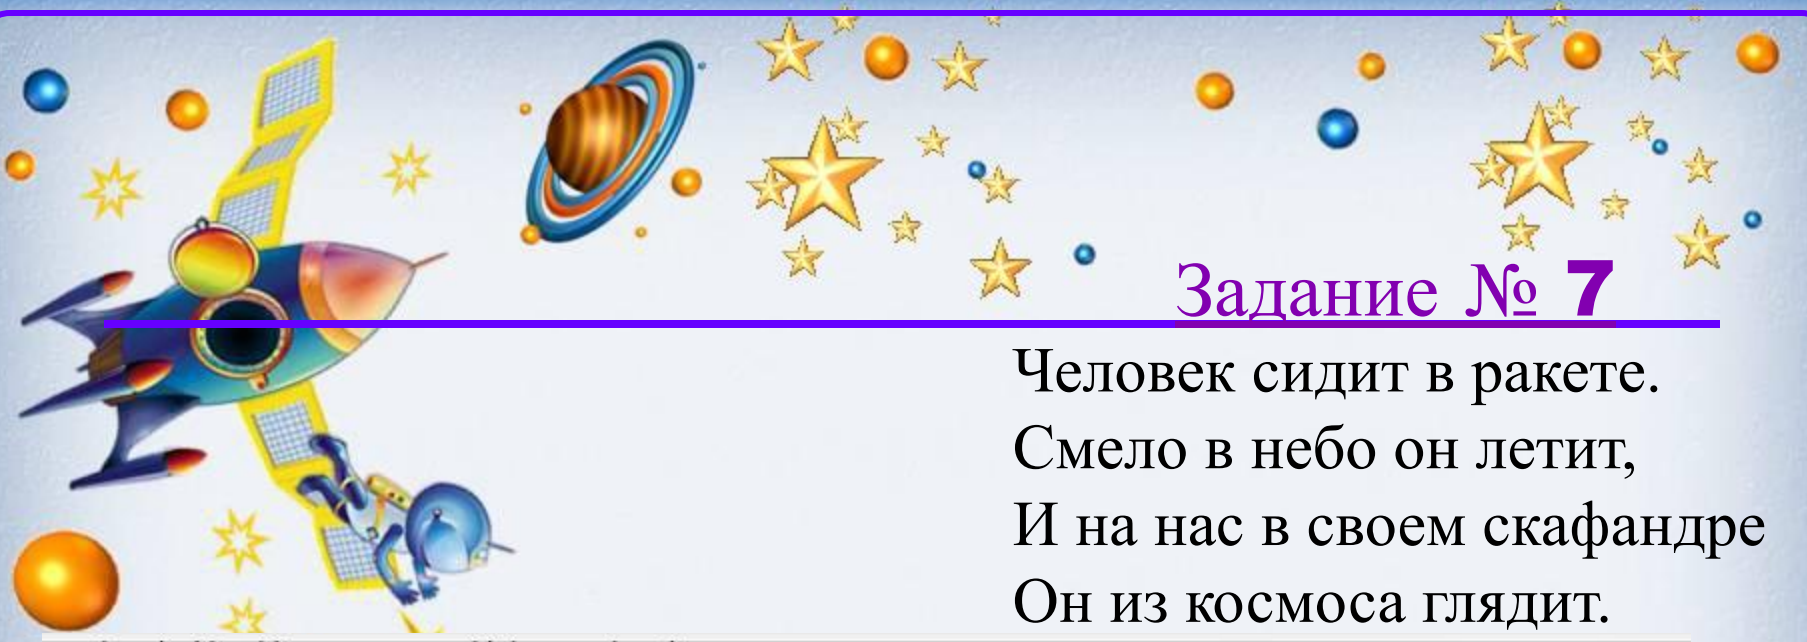 Задание № 7
Человек сидит в ракете.
Смело в небо он летит,
И на нас в своем скафандре
Он из космоса глядит.